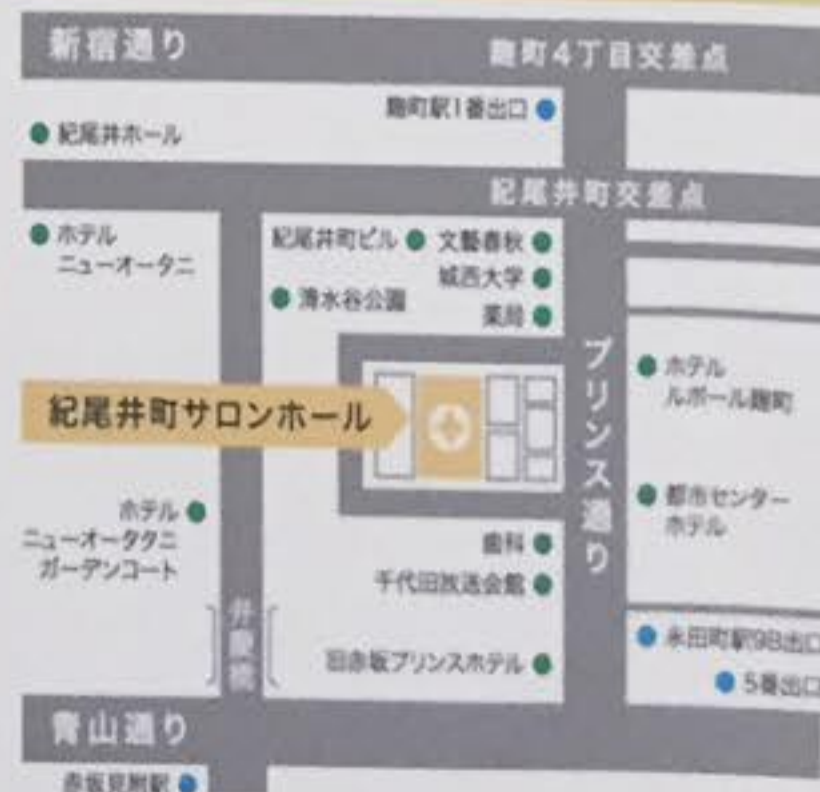 新宿通り
麹町4丁目交差点
麹町駅1番出口
紀尾井ホール
紀尾井町交差点
ホテル
ニューオータニ
紀尾井町ビル
文藝春秋
城西大学
清水谷公園
薬局
プリンス通り
ホテル
ルポール麹町
紀尾井町サロンホール
都市センター
ホテル
ホテル
ニューオータタニ
ガーデンコート
歯科
千代田放送会館
弁慶橋
旧赤坂プリンスホテル
永田町駅9B出口
5番出口
青山通り
赤坂見附駅